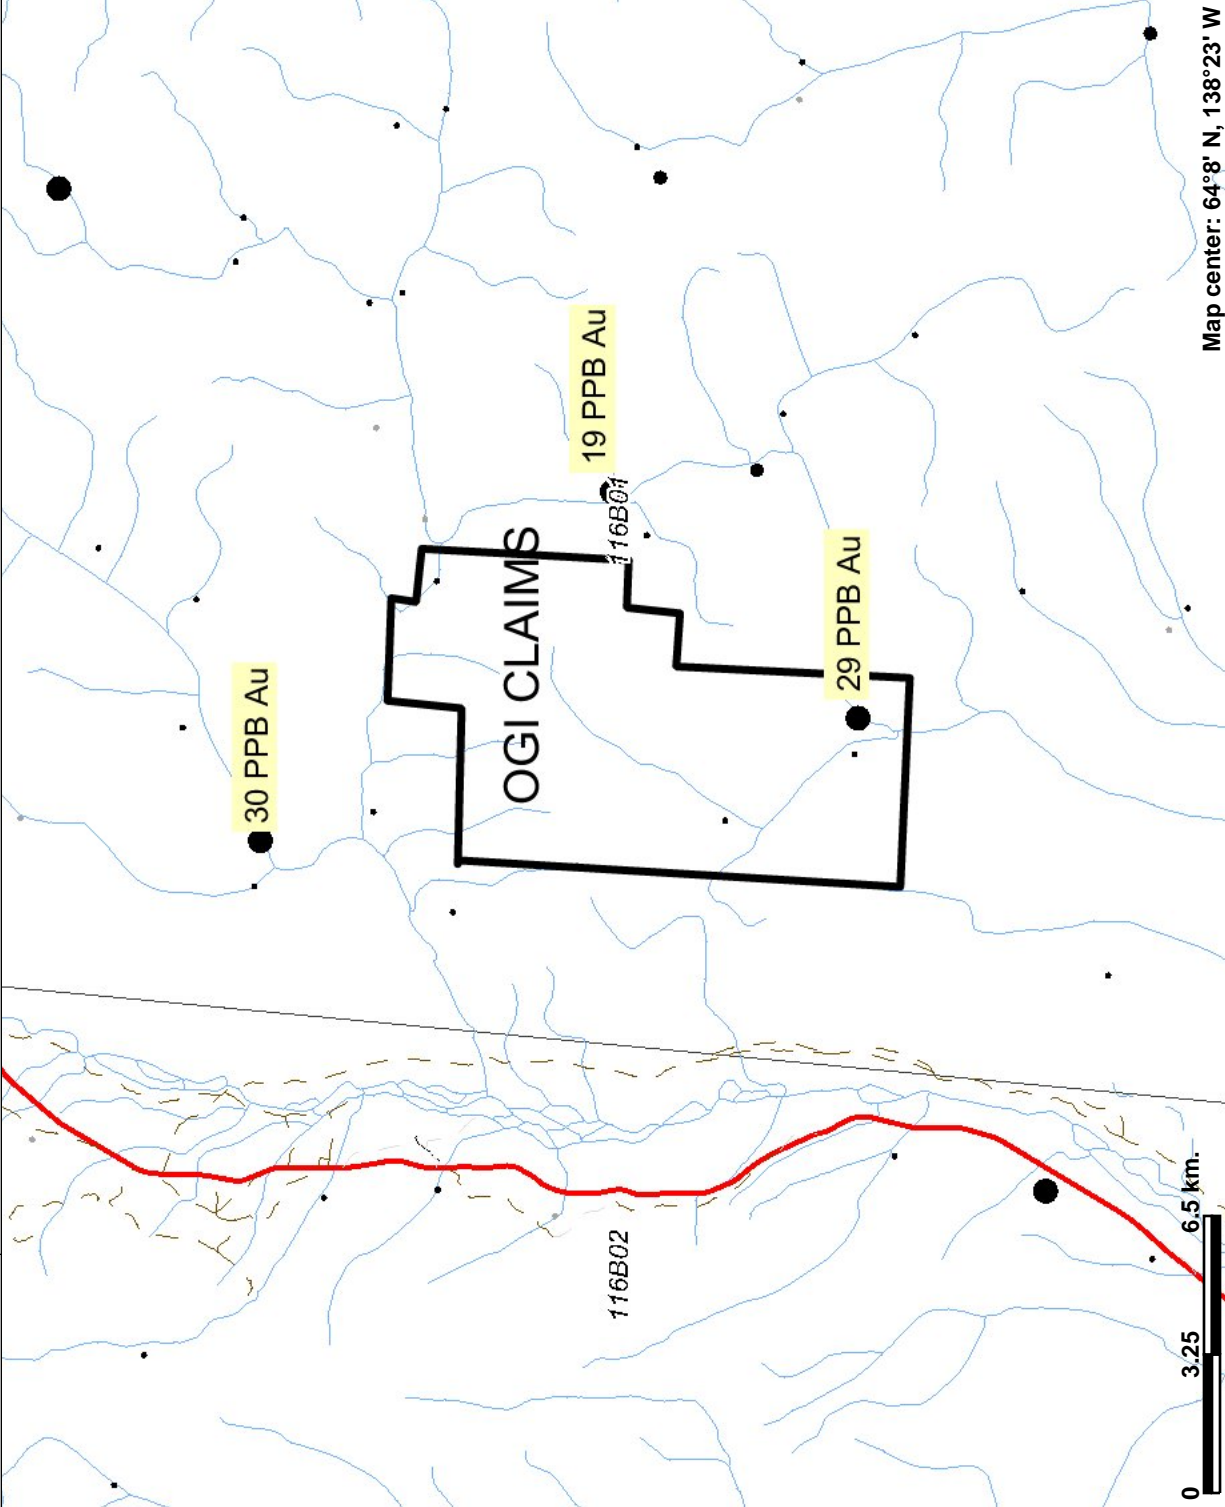 30 PPB Au
OGI CLAIMS
19 PPB Au
116B01
29 PPB Au
116B02
0 3.25 6.5 km.
Map center: 64°8' N, 138°23' W